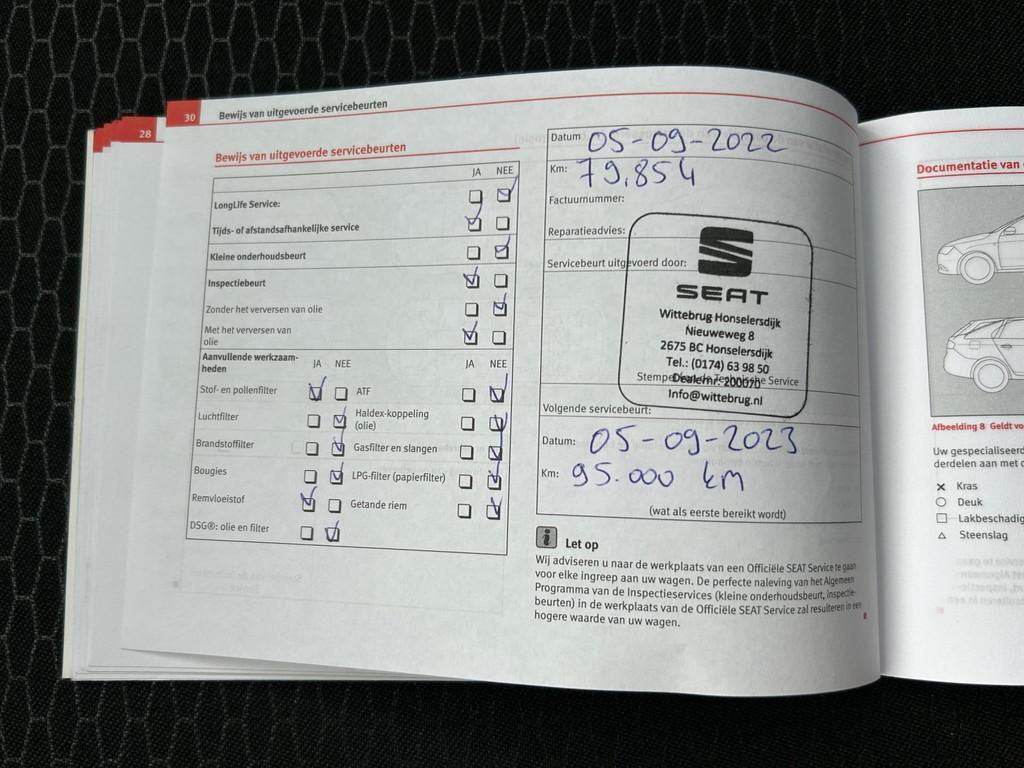 28
30 Bewijs van uitgevoerde servicebeurten
Bewijs van uitgevoerde servicebeurten
JA NEE
LongLife Service:
Tijds- of afstandsafhankelijke service
Kleine onderhoudsbeurt
Inspectiebeurt
Zonder het verversen van olie
Met het verversen van
olie
Aanvullende werkzaam-
heden JA NEE JA NEE
Stof- en pollenfilter ATF
Luchtfilter Haldex-koppeling
(olie)
Brandstoffilter Gasfilter en slangen
Bougies LPG-filter (papierfilter)
Remvloeistof Getande riem
DSG®: olie en filter
Datum 05-09-2022
Km: 79.854
Factuurnummer:
Reparatieadvies:
Servicebeurt uitgevoerd door:
SEAT
Wittebrug Honselersdijk
Nieuweweg 8
2675 BC Honselersdijk
Tel.: (0174) 63 98 50
Dealernr. 200070
Info@wittebrug.nl
Stempel van de Technische Service
Volgende servicebeurt:
Datum: 05-09-2023
Km: 95.000 km
(wat als eerste bereikt wordt)
i Let op
Wij adviseren u naar de werkplaats van een Officiële SEAT Service te gaan
voor elke ingreep aan uw wagen. De perfecte naleving van het Algemeen
Programma van de Inspectieservices (kleine onderhoudsbeurt, inspectie-
beurten) in de werkplaats van de Officiële SEAT Service zal resulteren in een
hogere waarde van uw wagen.
Documentatie van
Afbeelding 8 Geldt vo
Uw gespecialiseerd
derdelen aan met
Kras
Deuk
Lakbeschadig
Steenslag